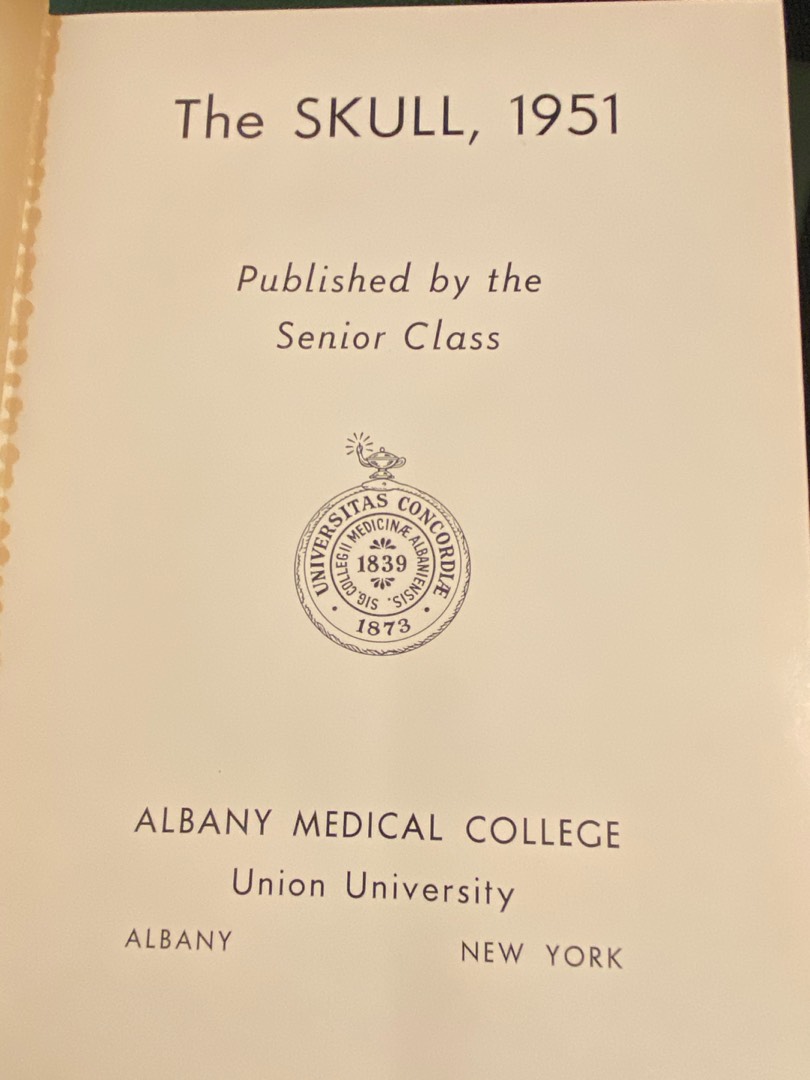 The SKULL, 1951
Published by the
Senior Class
UNIVERSITAS CONCORDIÆ
SIG. COLLEGII MEDICINÆ ALBANIENSIS.
1839
1873
ALBANY MEDICAL COLLEGE
Union University
ALBANY NEW YORK